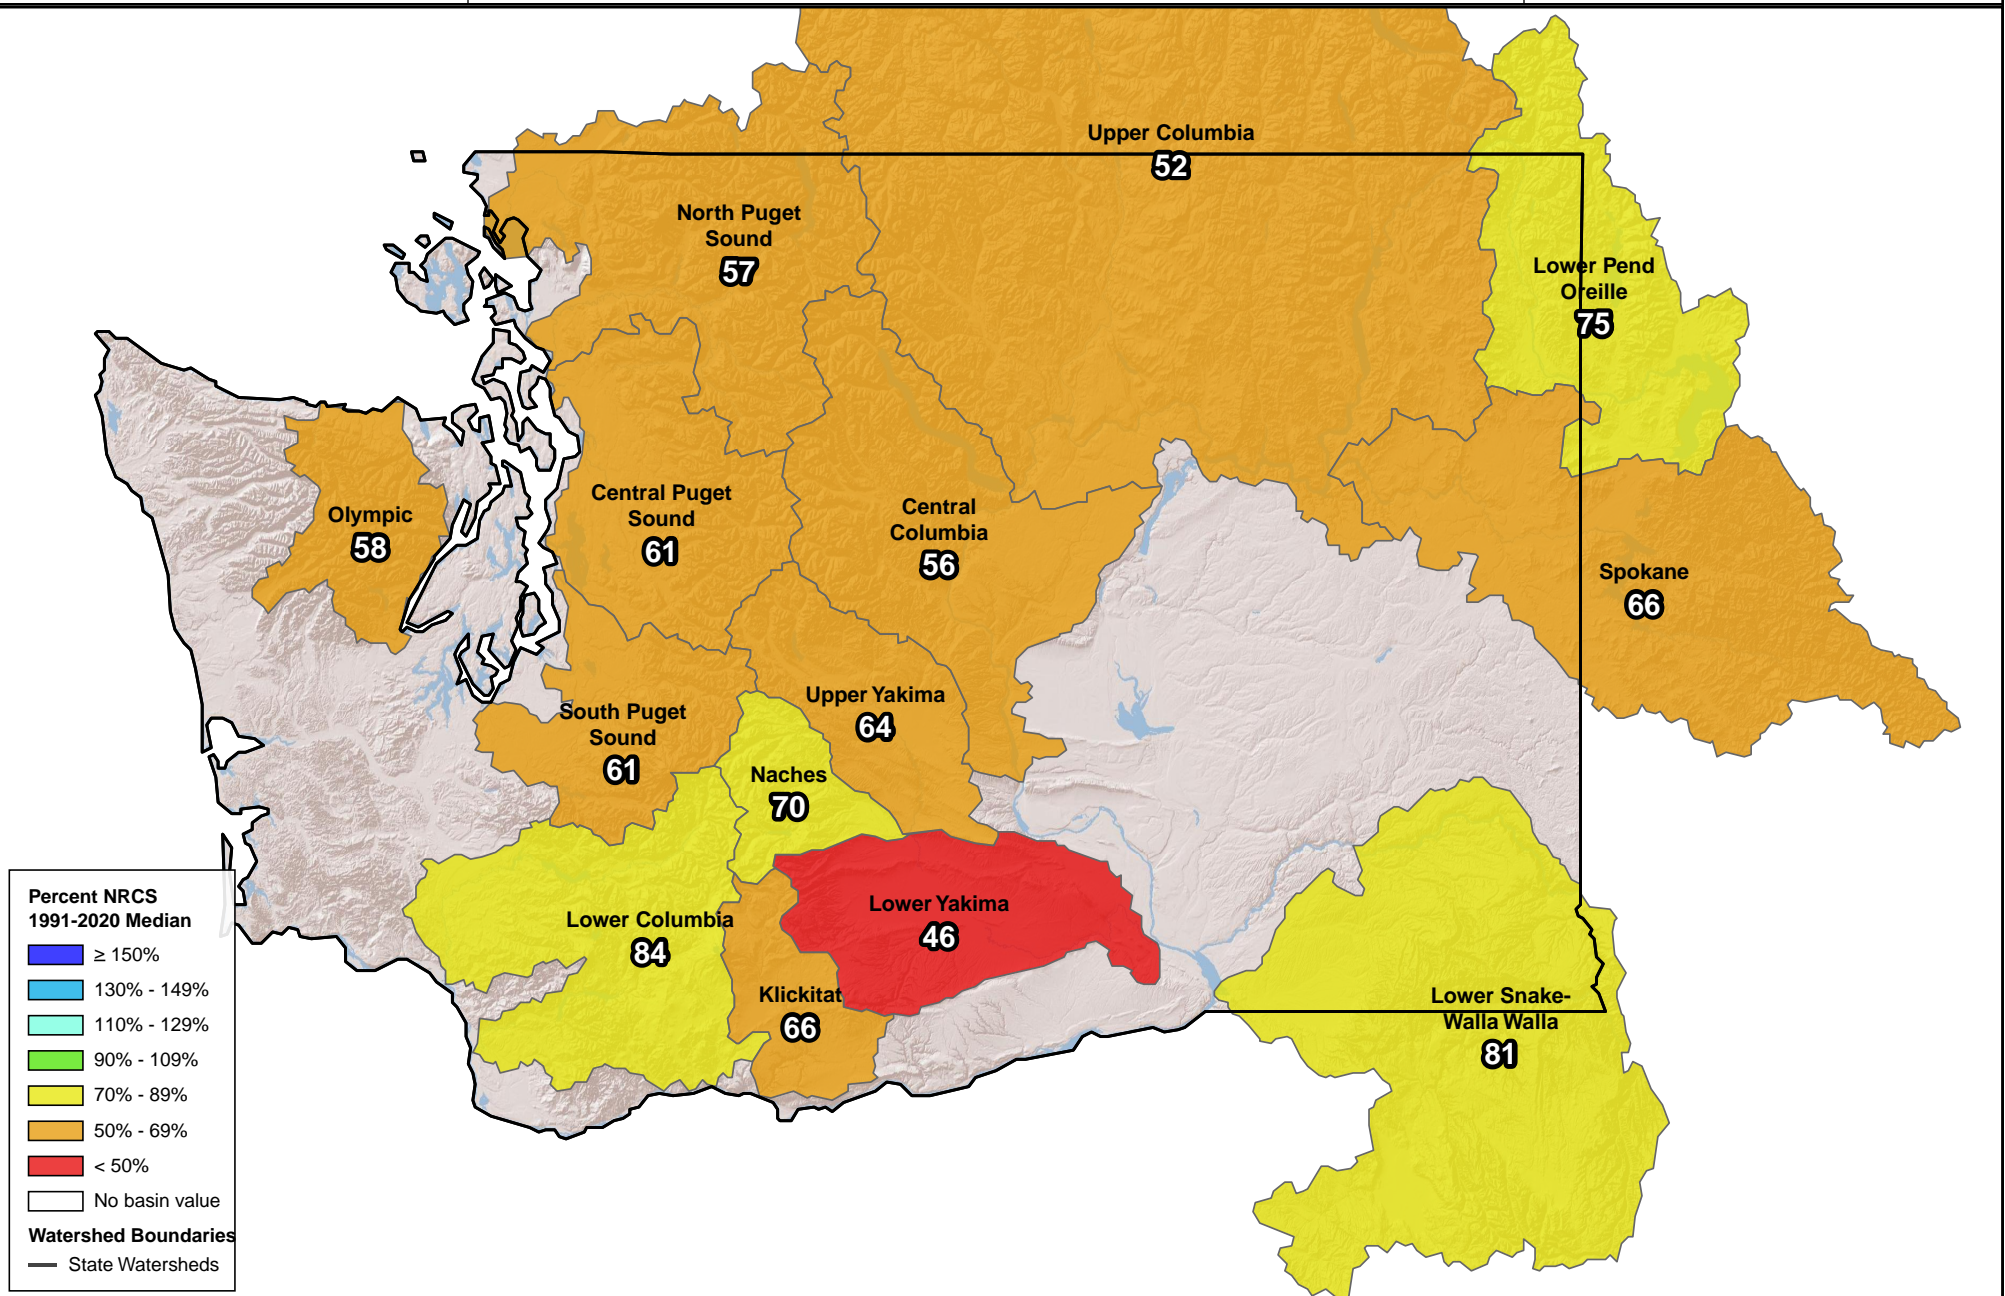 Upper Columbia
52
North Puget
Sound
57
Lower Pend
Oreille
75
Olympic
58
Central Puget
Sound
61
Central
Columbia
56
Spokane
66
Upper Yakima
64
South Puget
Sound
61
Naches
70
Lower Yakima
46
Lower Columbia
84
Klickitat
66
Lower Snake-
Walla Walla
81
Percent NRCS
1991-2020 Median
≥ 150%
130% - 149%
110% - 129%
90% - 109%
70% - 89%
50% - 69%
< 50%
No basin value
Watershed Boundaries
State Watersheds